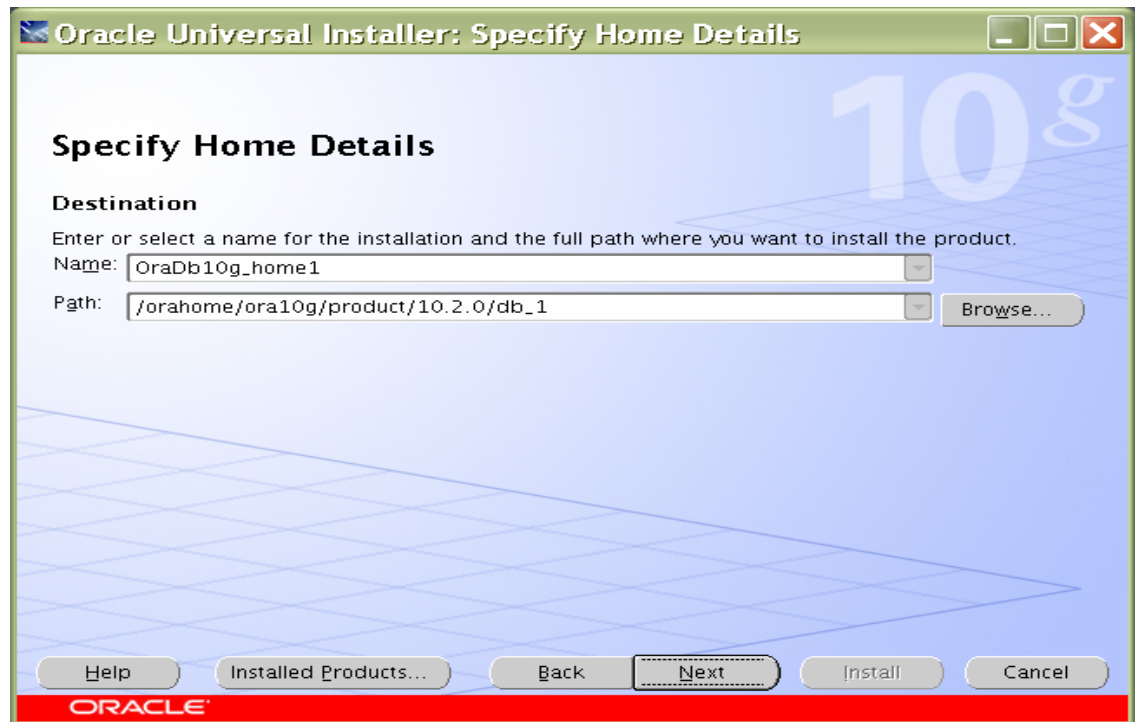 Oracle Universal Installer: Specify Home Details
10g
Specify Home Details
Destination
Enter or select a name for the installation and the full path where you want to install the product.
Name: OraDb10g_home1
Path: /orahome/ora10g/product/10.2.0/db_1 Browse...
Help Installed Products... Back Next Install Cancel
ORACLE